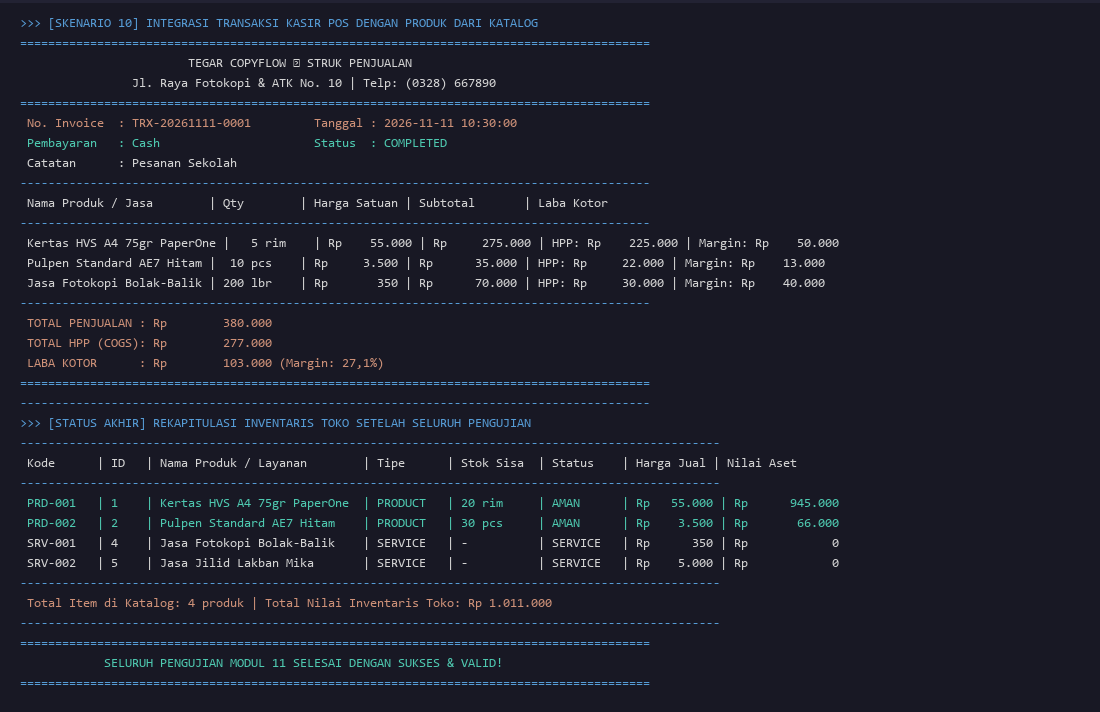 >>> [SKENARIO 10] INTEGRASI TRANSAKSI KASIR POS DENGAN PRODUK DARI KATALOG
==========================================================================================
TEGAR COPYFLOW  STRUK PENJUALAN
Jl. Raya Fotokopi & ATK No. 10 | Telp: (0328) 667890
==========================================================================================
No. Invoice  : TRX-20261111-0001         Tanggal : 2026-11-11 10:30:00
Pembayaran   : Cash                      Status  : COMPLETED
Catatan      : Pesanan Sekolah
------------------------------------------------------------------------------------------
Nama Produk / Jasa        | Qty        | Harga Satuan | Subtotal       | Laba Kotor
------------------------------------------------------------------------------------------
Kertas HVS A4 75gr PaperOne |   5 rim    | Rp    55.000 | Rp     275.000 | HPP: Rp    225.000 | Margin: Rp    50.000
Pulpen Standard AE7 Hitam |  10 pcs    | Rp     3.500 | Rp      35.000 | HPP: Rp     22.000 | Margin: Rp    13.000
Jasa Fotokopi Bolak-Balik | 200 lbr    | Rp       350 | Rp      70.000 | HPP: Rp     30.000 | Margin: Rp    40.000
------------------------------------------------------------------------------------------
TOTAL PENJUALAN : Rp        380.000
TOTAL HPP (COGS): Rp        277.000
LABA KOTOR      : Rp        103.000 (Margin: 27,1%)
==========================================================================================
------------------------------------------------------------------------------------------
>>> [STATUS AKHIR] REKAPITULASI INVENTARIS TOKO SETELAH SELURUH PENGUJIAN
----------------------------------------------------------------------------------------------------
Kode      | ID   | Nama Produk / Layanan        | Tipe      | Stok Sisa  | Status    | Harga Jual | Nilai Aset
----------------------------------------------------------------------------------------------------
PRD-001   | 1    | Kertas HVS A4 75gr PaperOne  | PRODUCT   | 20 rim     | AMAN      | Rp   55.000 | Rp      945.000
PRD-002   | 2    | Pulpen Standard AE7 Hitam    | PRODUCT   | 30 pcs     | AMAN      | Rp    3.500 | Rp       66.000
SRV-001   | 4    | Jasa Fotokopi Bolak-Balik    | SERVICE   | -          | SERVICE   | Rp      350 | Rp            0
SRV-002   | 5    | Jasa Jilid Lakban Mika       | SERVICE   | -          | SERVICE   | Rp    5.000 | Rp            0
----------------------------------------------------------------------------------------------------
Total Item di Katalog: 4 produk | Total Nilai Inventaris Toko: Rp 1.011.000
----------------------------------------------------------------------------------------------------
==========================================================================================
SELURUH PENGUJIAN MODUL 11 SELESAI DENGAN SUKSES & VALID!
==========================================================================================